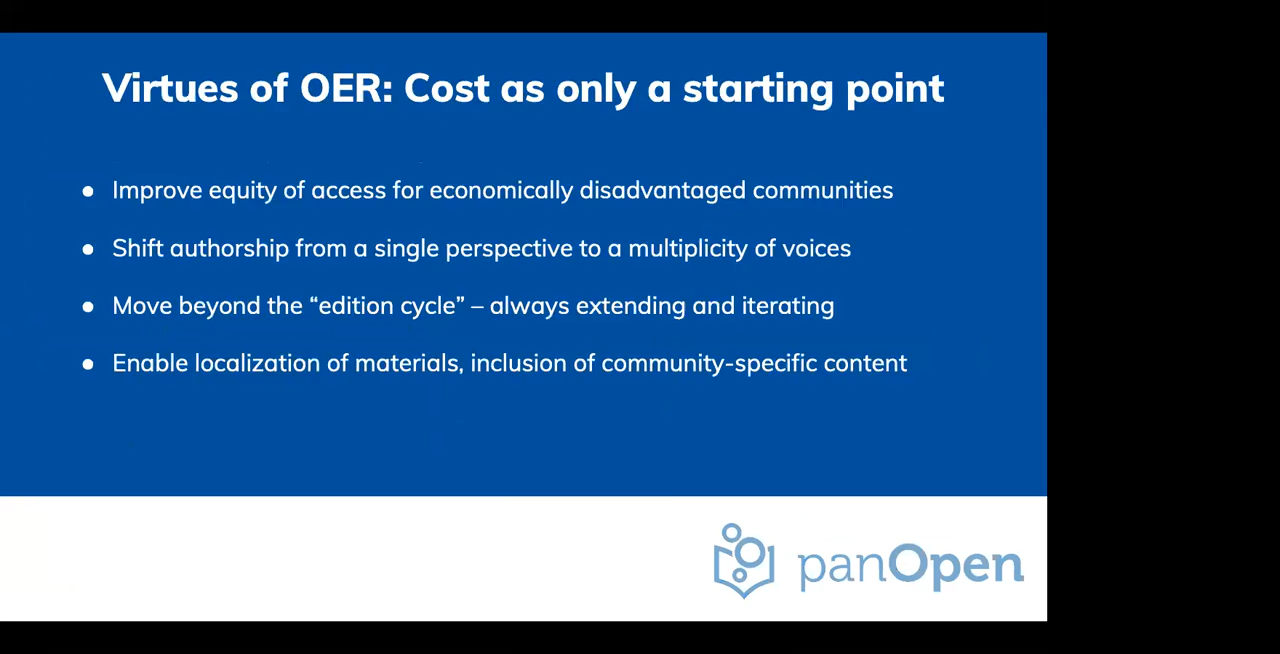 Virtues of OER: Cost as only a starting point
● Improve equity of access for economically disadvantaged communities
● Shift authorship from a single perspective to a multiplicity of voices
● Move beyond the “edition cycle” – always extending and iterating
● Enable localization of materials, inclusion of community-specific content
panOpen